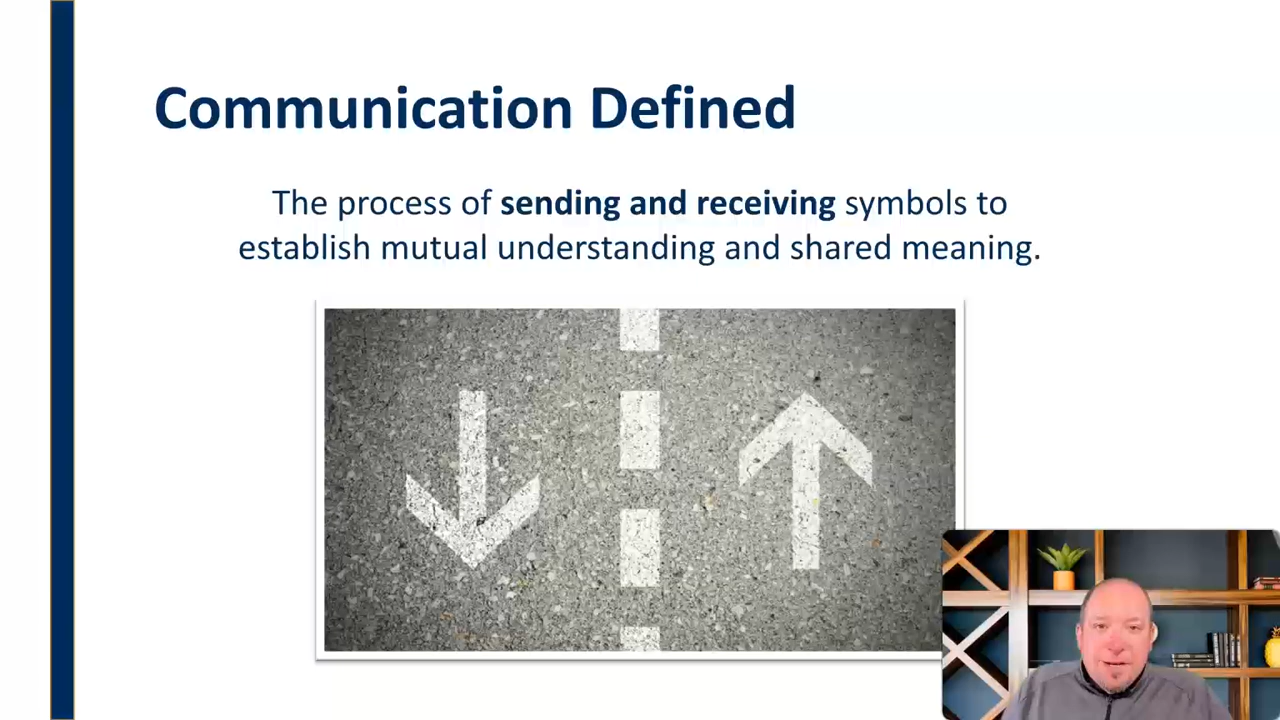 Communication Defined
The process of sending and receiving symbols to
establish mutual understanding and shared meaning.